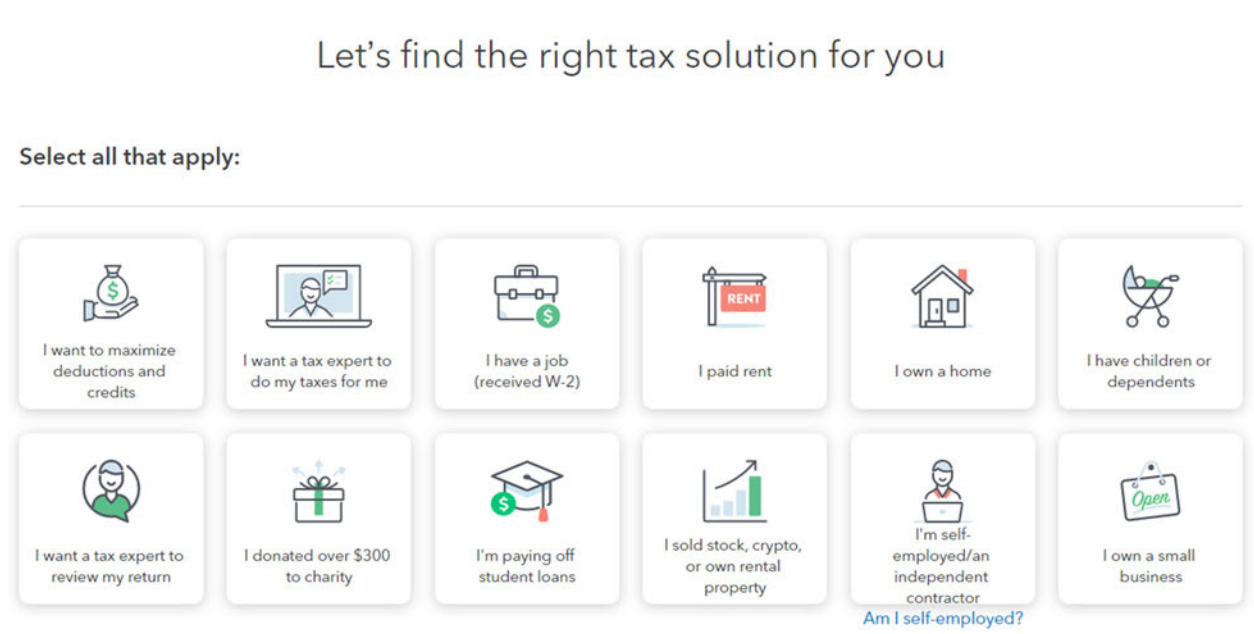 Let's find the right tax solution for you
Select all that apply:
I want to maximize
deductions and
credits
I want a tax expert to
do my taxes for me
$
I have a job
(received W-2)
RENT
I paid rent
I own a home
I have children or
dependents
$
I want a tax expert to
review my return
I donated over $300
to charity
$
I'm paying off
student loans
I sold stock, crypto,
or own rental
property
I'm self-
employed/an
independent
contractor
Am I self-employed?
Open
I own a small
business